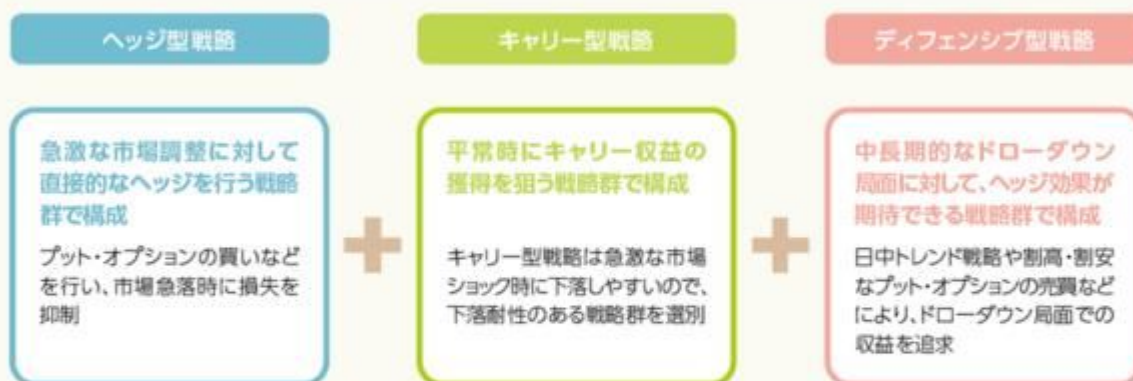 ヘッジ型戦略
急激な市場調整に対して
直接的なヘッジを行う戦略
群で構成
プット・オプションの買いなど
を行い、市場急落時に損失を
抑制
キャリー型戦略
平常時にキャリー収益の
獲得を狙う戦略群で構成
キャリー型戦略は急激な市場
ショック時に下落しやすいので、
下落耐性のある戦略群を選別
ディフェンシブ型戦略
中長期的なドローダウン
局面に対して、ヘッジ効果が
期待できる戦略群で構成
日中トレンド戦略や割高・割安
なプット・オプションの売買など
により、ドローダウン局面での
収益を追求